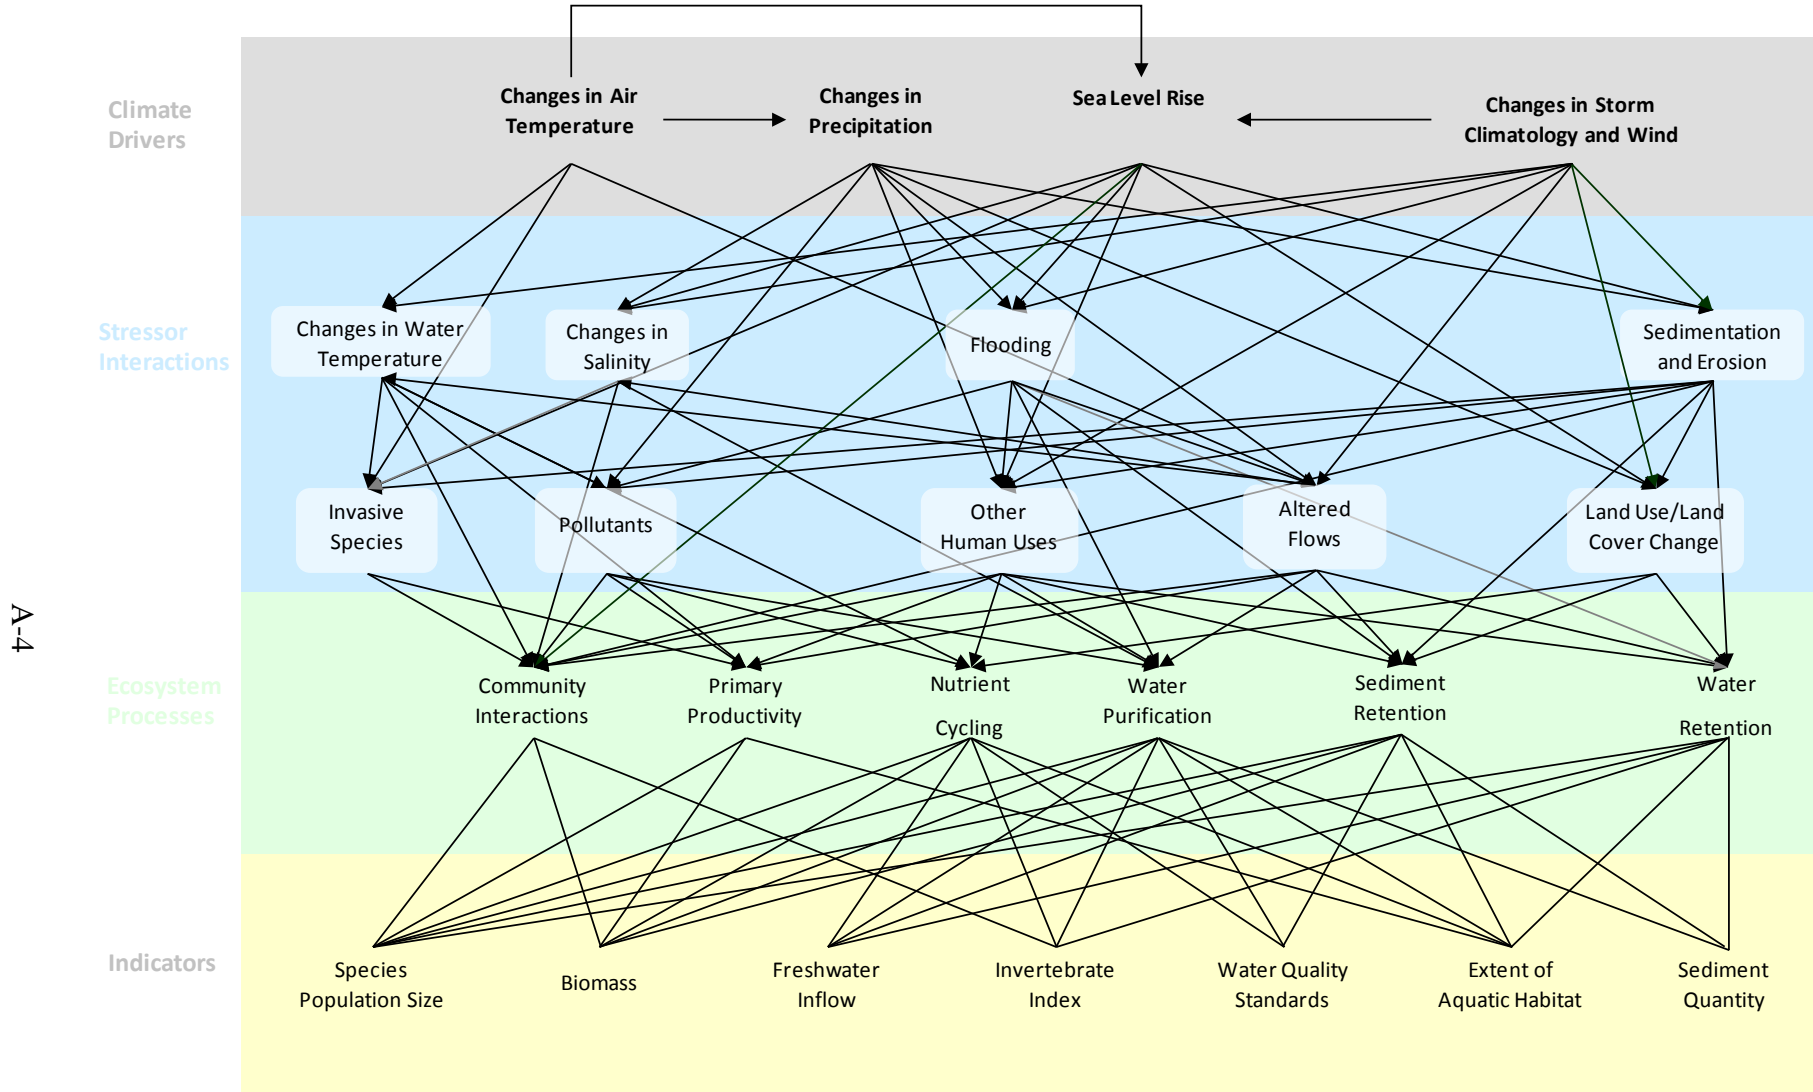 Climate
Drivers
Changes in Air
Temperature
Changes in
Precipitation
Sea Level Rise
Changes in Storm
Climatology and Wind
Stressor
Interactions
Changes in Water
Temperature
Changes in
Salinity
Flooding
Sedimentation
and Erosion
Invasive
Species
Pollutants
Other
Human Uses
Altered
Flows
Land Use/Land
Cover Change
A-4
Ecosystem
Processes
Community
Interactions
Primary
Productivity
Nutrient
Cycling
Water
Purification
Sediment
Retention
Water
Retention
Indicators
Species
Population Size
Biomass
Freshwater
Inflow
Invertebrate
Index
Water Quality
Standards
Extent of
Aquatic Habitat
Sediment
Quantity